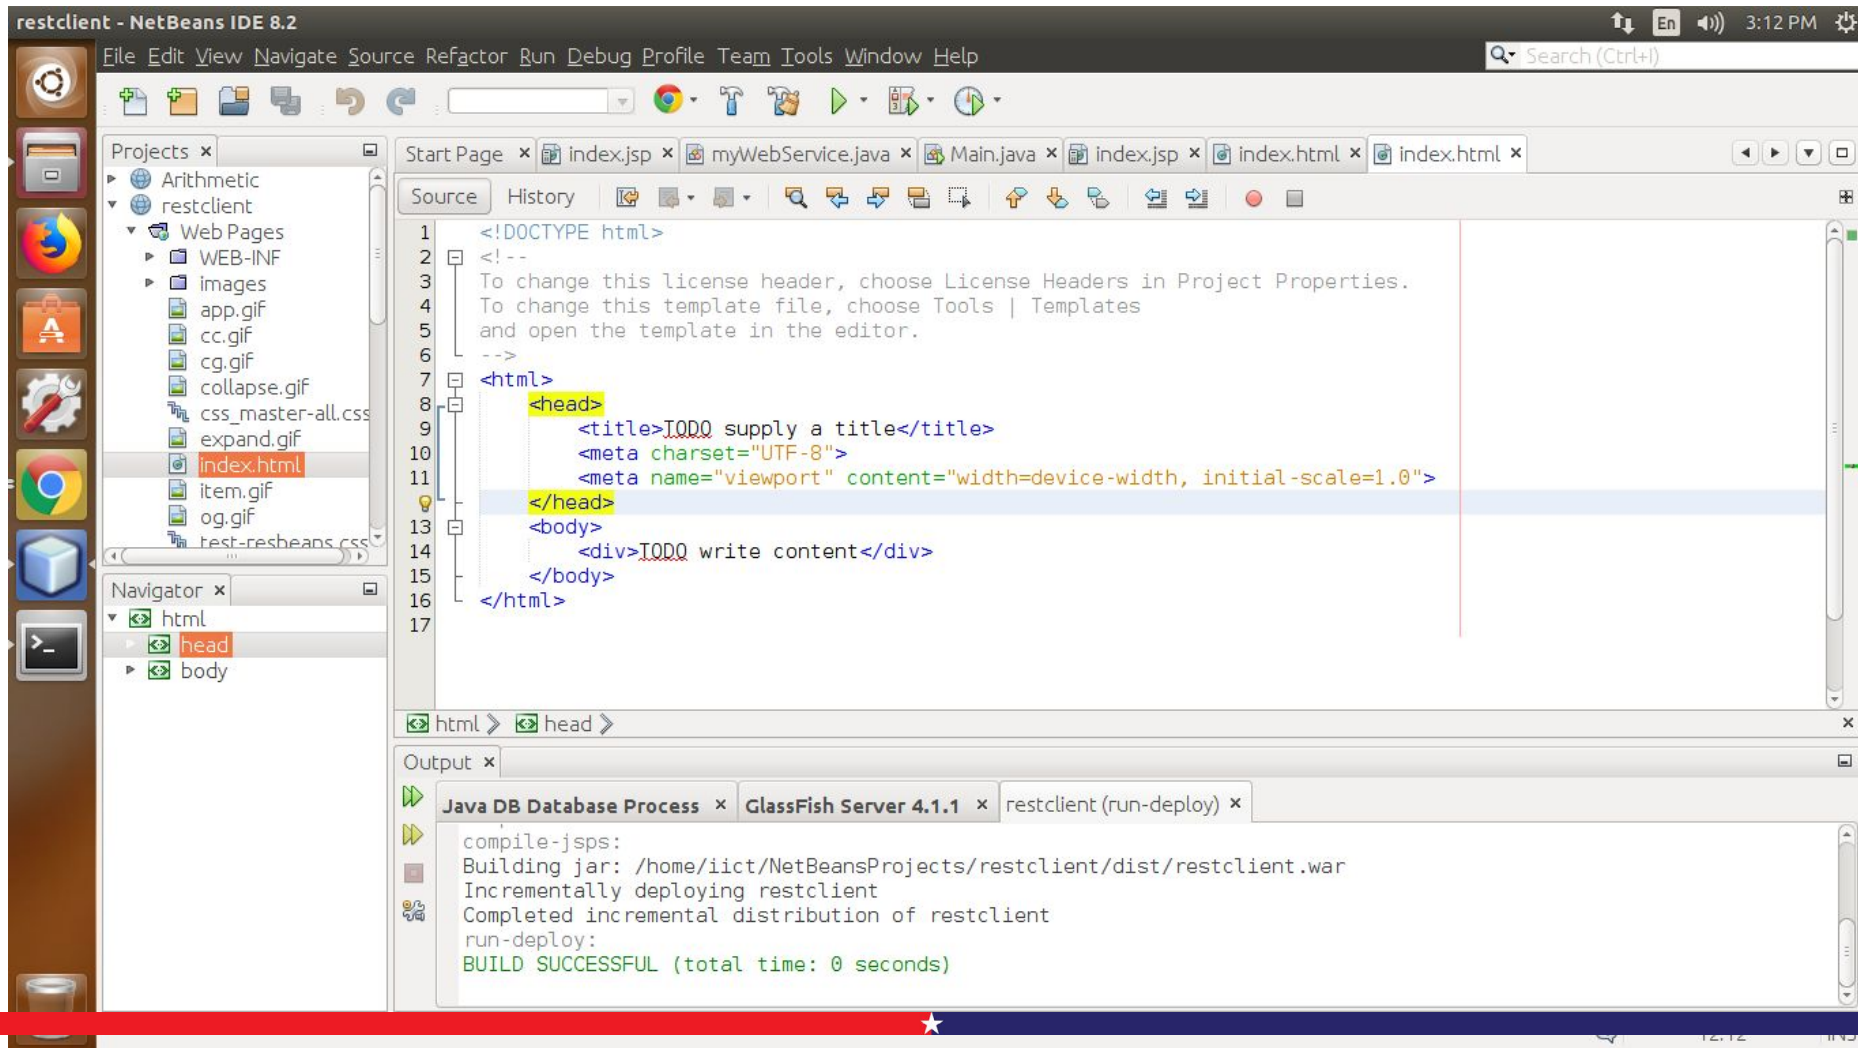 restclient - NetBeans IDE 8.2
En
3:12 PM
File Edit View Navigate Source Refactor Run Debug Profile Team Tools Window Help
Search (Ctrl+I)
Projects
Start Page
index.jsp
myWebService.java
Main.java
index.jsp
index.html
index.html
Arithmetic
restclient
Web Pages
WEB-INF
images
app.gif
cc.gif
cg.gif
collapse.gif
css_master-all.css
expand.gif
index.html
item.gif
og.gif
test-resbeans.css
Source History
1 <!DOCTYPE html>
2 <!--
3 To change this license header, choose License Headers in Project Properties.
4 To change this template file, choose Tools | Templates
5 and open the template in the editor.
6 -->
7 <html>
8 <head>
9 <title>TODO supply a title</title>
10 <meta charset="UTF-8">
11 <meta name="viewport" content="width=device-width, initial-scale=1.0">
</head>
13 <body>
14 <div>TODO write content</div>
15 </body>
16 </html>
17
html head
Navigator
html
head
body
Output
Java DB Database Process
GlassFish Server 4.1.1
restclient (run-deploy)
compile-jsps:
Building jar: /home/iict/NetBeansProjects/restclient/dist/restclient.war
Incrementally deploying restclient
Completed incremental distribution of restclient
run-deploy:
BUILD SUCCESSFUL (total time: 0 seconds)